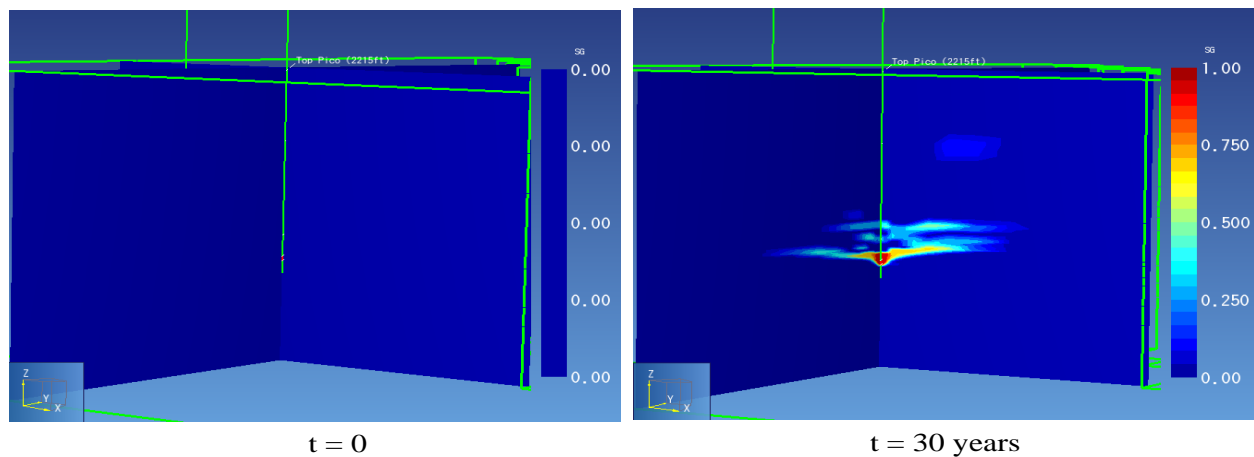 Top Pico (2215ft)
SG
0.00
0.00
0.00
0.00
0.00
Z
Y
X
t = 0
Top Pico (2215ft)
SG
1.00
0.750
0.500
0.250
0.00
Z
Y
X
t = 30 years